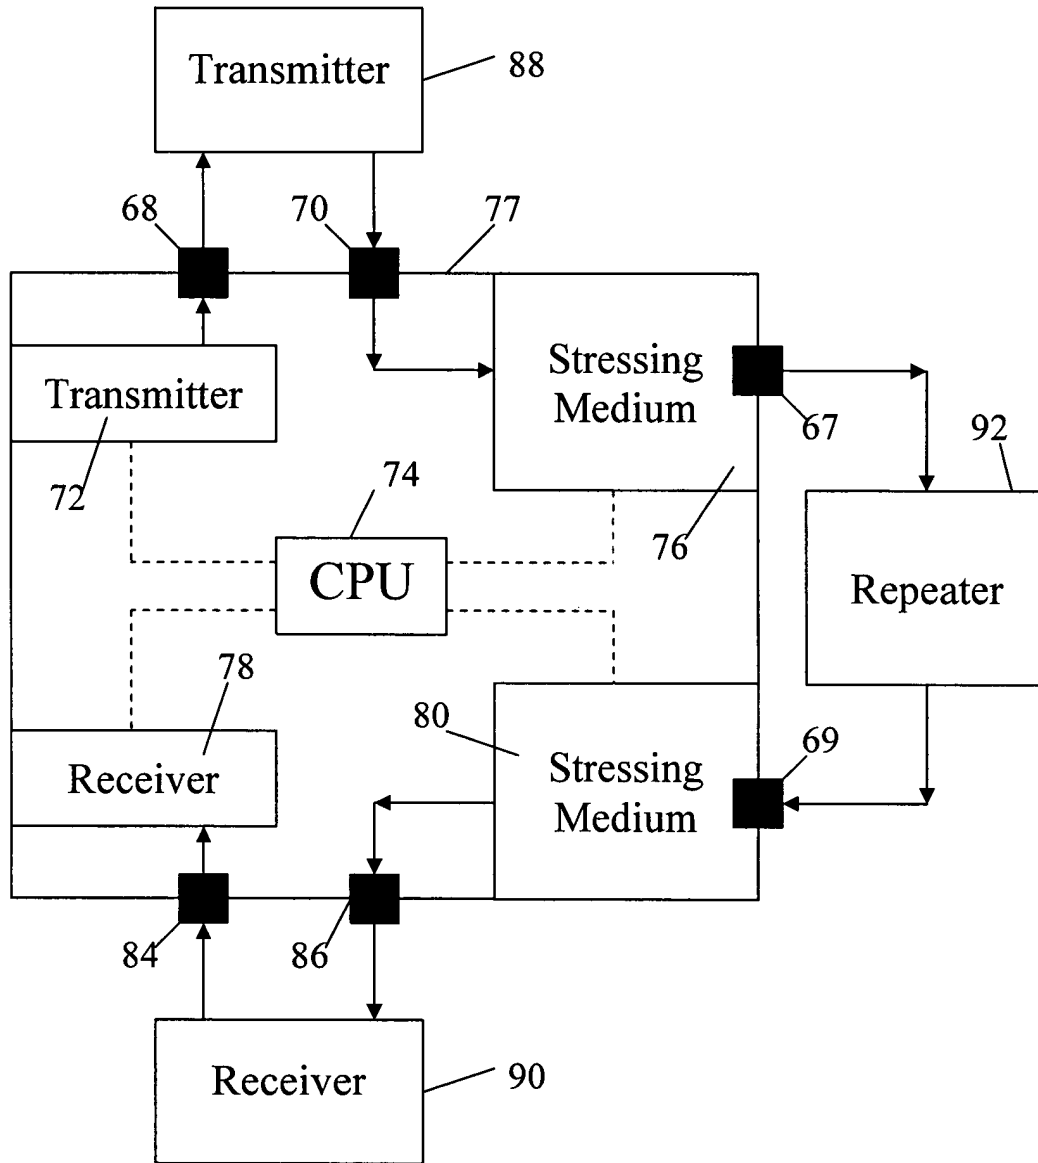 Transmitter
88
68
70
77
Stressing
Medium
Transmitter
67
92
72
74
76
CPU
Repeater
78
80
69
Stressing
Medium
Receiver
84
86
Receiver
90